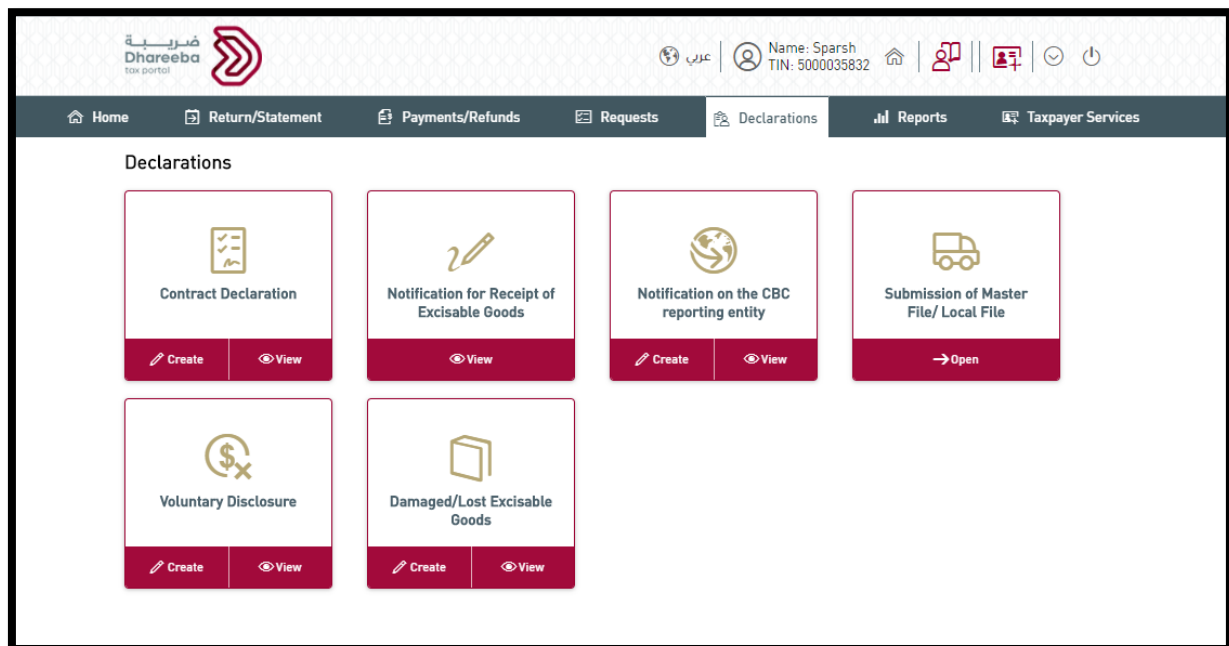 ضريبة
Dhareeba
tax portal
عربي
Name: Sparsh
TIN: 5000035832
Home
Return/Statement
Payments/Refunds
Requests
Declarations
Reports
Taxpayer Services
Declarations
Contract Declaration
Create
View
Notification for Receipt of
Excisable Goods
View
Notification on the CBC
reporting entity
Create
View
Submission of Master
File/ Local File
Open
Voluntary Disclosure
Create
View
Damaged/Lost Excisable
Goods
Create
View